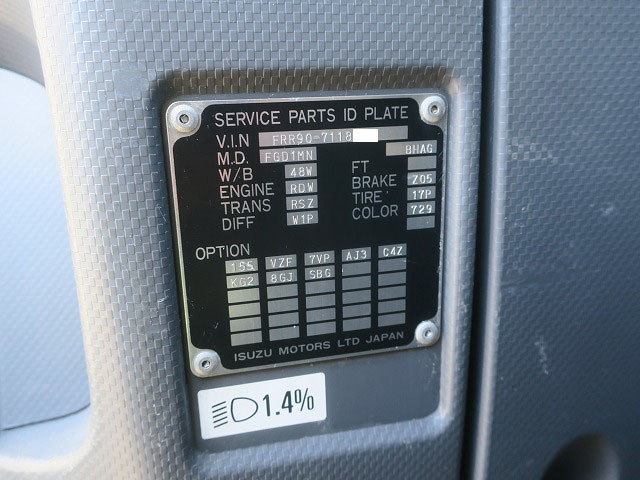 SERVICE PARTS ID PLATE
V.I.N FRR90-7118
M.D. FGD1MN BHAG
W/B 48W FT
ENGINE RDW BRAKE Z05
TRANS RSZ TIRE 17P
DIFF W1P COLOR 729
OPTION
155 VZF 7VP AJ3 C4Z
KG2 8GJ SBG
ISUZU MOTORS LTD JAPAN
1.4%